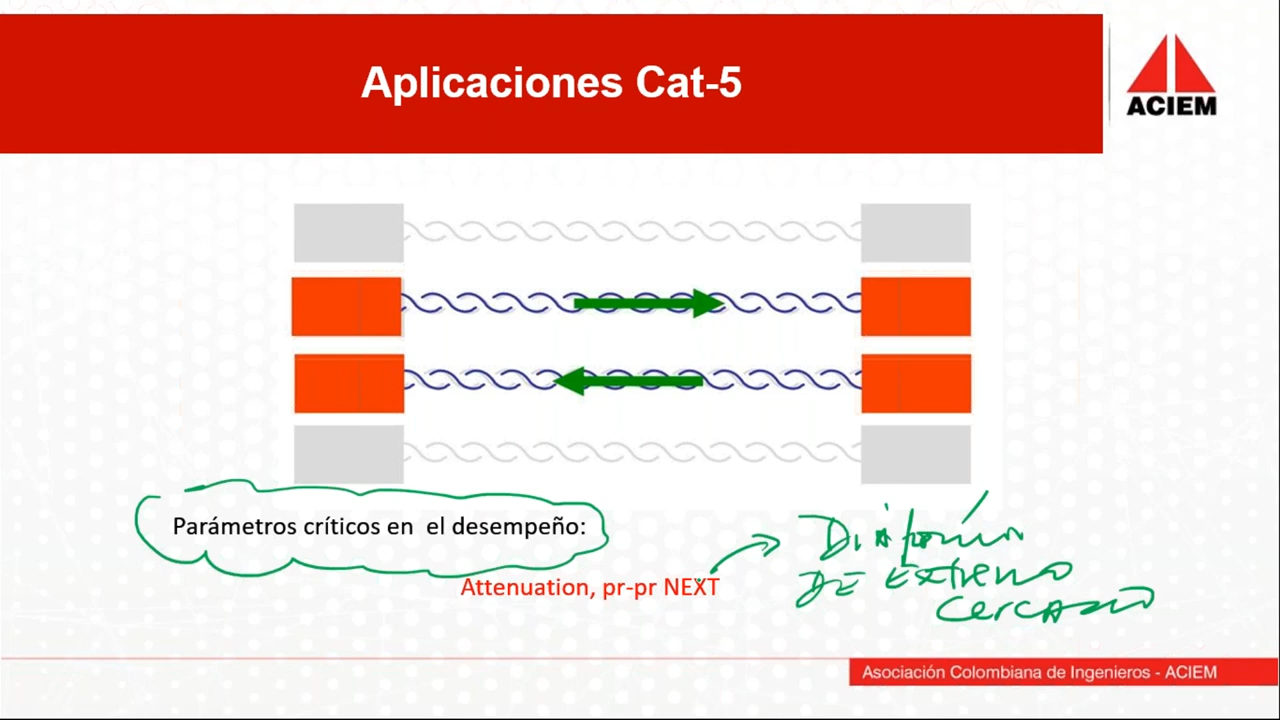 Aplicaciones Cat-5
ACIEM
Parámetros críticos en el desempeño:
Attenuation, pr-pr NEXT
Diafonía
DE Extremo
Cercano
Asociación Colombiana de Ingenieros - ACIEM